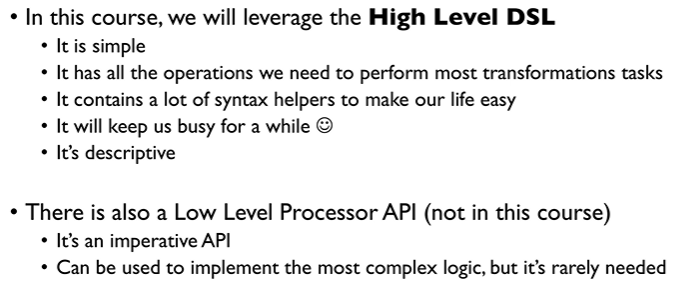 • In this course, we will leverage the High Level DSL
• It is simple
• It has all the operations we need to perform most transformations tasks
• It contains a lot of syntax helpers to make our life easy
• It will keep us busy for a while ☺
• It's descriptive
• There is also a Low Level Processor API (not in this course)
• It's an imperative API
• Can be used to implement the most complex logic, but it's rarely needed